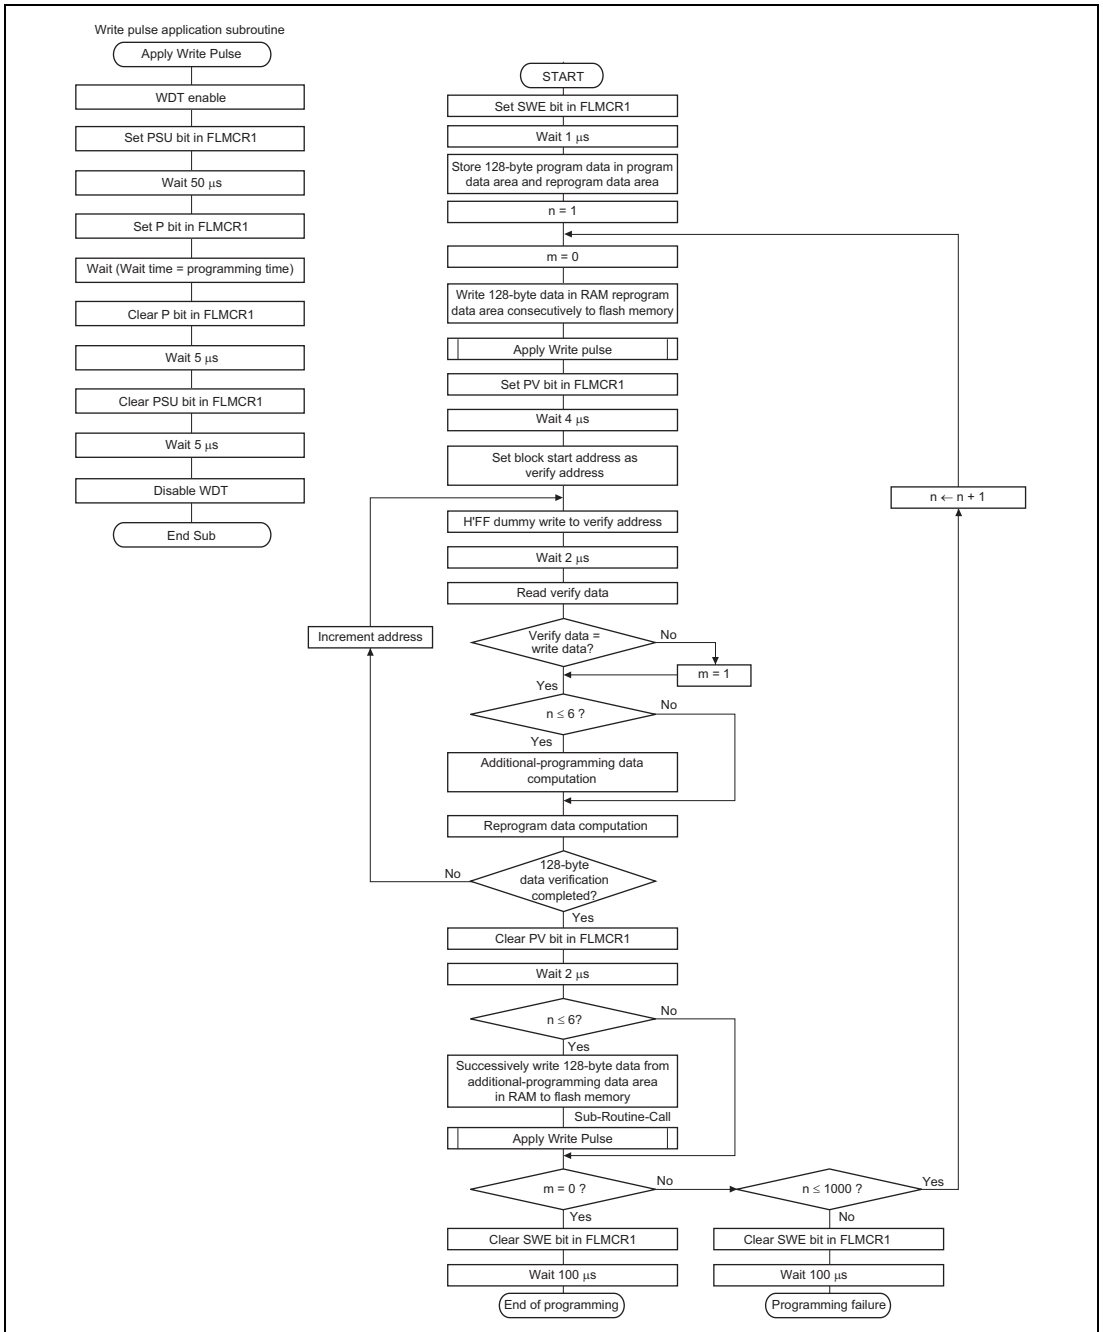 Write pulse application subroutine
Apply Write Pulse
WDT enable
Set PSU bit in FLMCR1
Wait 50 μs
Set P bit in FLMCR1
Wait (Wait time = programming time)
Clear P bit in FLMCR1
Wait 5 μs
Clear PSU bit in FLMCR1
Wait 5 μs
Disable WDT
End Sub
START
Set SWE bit in FLMCR1
Wait 1 μs
Store 128-byte program data in program
data area and reprogram data area
n = 1
m = 0
Write 128-byte data in RAM reprogram
data area consecutively to flash memory
Apply Write pulse
Set PV bit in FLMCR1
Wait 4 μs
Set block start address as
verify address
n ← n + 1
H'FF dummy write to verify address
Wait 2 μs
Read verify data
Increment address
Verify data =
write data?
No
m = 1
Yes
n ≤ 6 ?
No
Yes
Additional-programming data
computation
Reprogram data computation
128-byte
data verification
completed?
No
Yes
Clear PV bit in FLMCR1
Wait 2 μs
n ≤ 6?
No
Yes
Successively write 128-byte data from
additional-programming data area
in RAM to flash memory
Sub-Routine-Call
Apply Write Pulse
m = 0 ?
No
n ≤ 1000 ?
Yes
Yes
No
Clear SWE bit in FLMCR1
Clear SWE bit in FLMCR1
Wait 100 μs
Wait 100 μs
End of programming
Programming failure